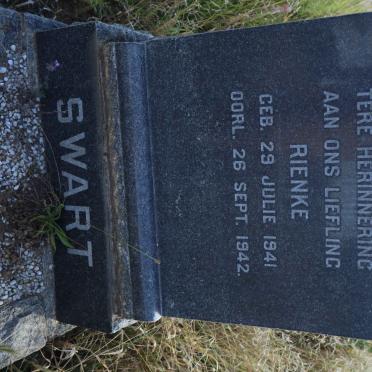 TERE HERINNERING
AAN ONS LIEFLING
RIENKE
GEB. 29 JULIE 1941
OORL. 26 SEPT. 1942.
SWART